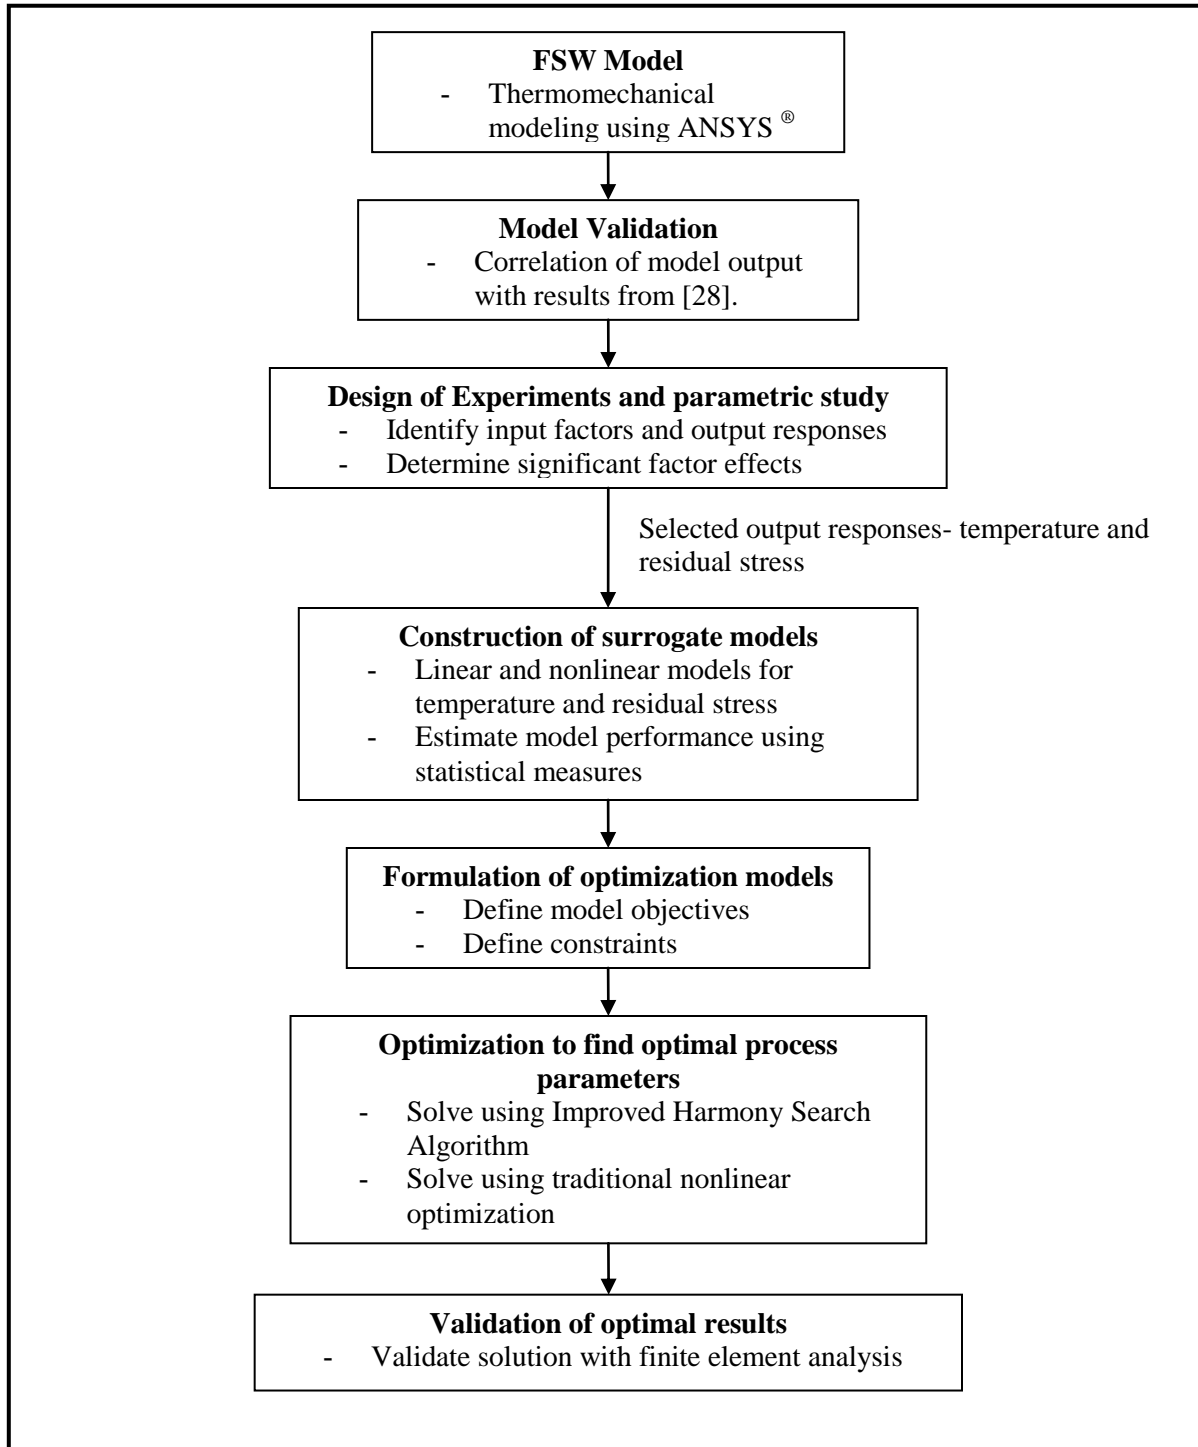 FSW Model
- Thermomechanical
modeling using ANSYS ®
Model Validation
- Correlation of model output
with results from [28].
Design of Experiments and parametric study
- Identify input factors and output responses
- Determine significant factor effects
Selected output responses- temperature and
residual stress
Construction of surrogate models
- Linear and nonlinear models for
temperature and residual stress
- Estimate model performance using
statistical measures
Formulation of optimization models
- Define model objectives
- Define constraints
Optimization to find optimal process
parameters
- Solve using Improved Harmony Search
Algorithm
- Solve using traditional nonlinear
optimization
Validation of optimal results
- Validate solution with finite element analysis